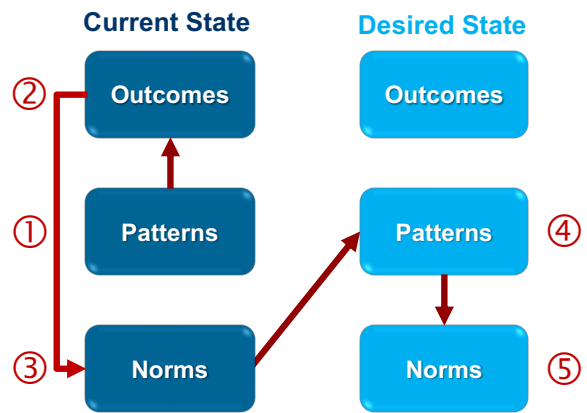 Current State Desired State
② Outcomes Outcomes
① Patterns Patterns ④
③ Norms Norms ⑤